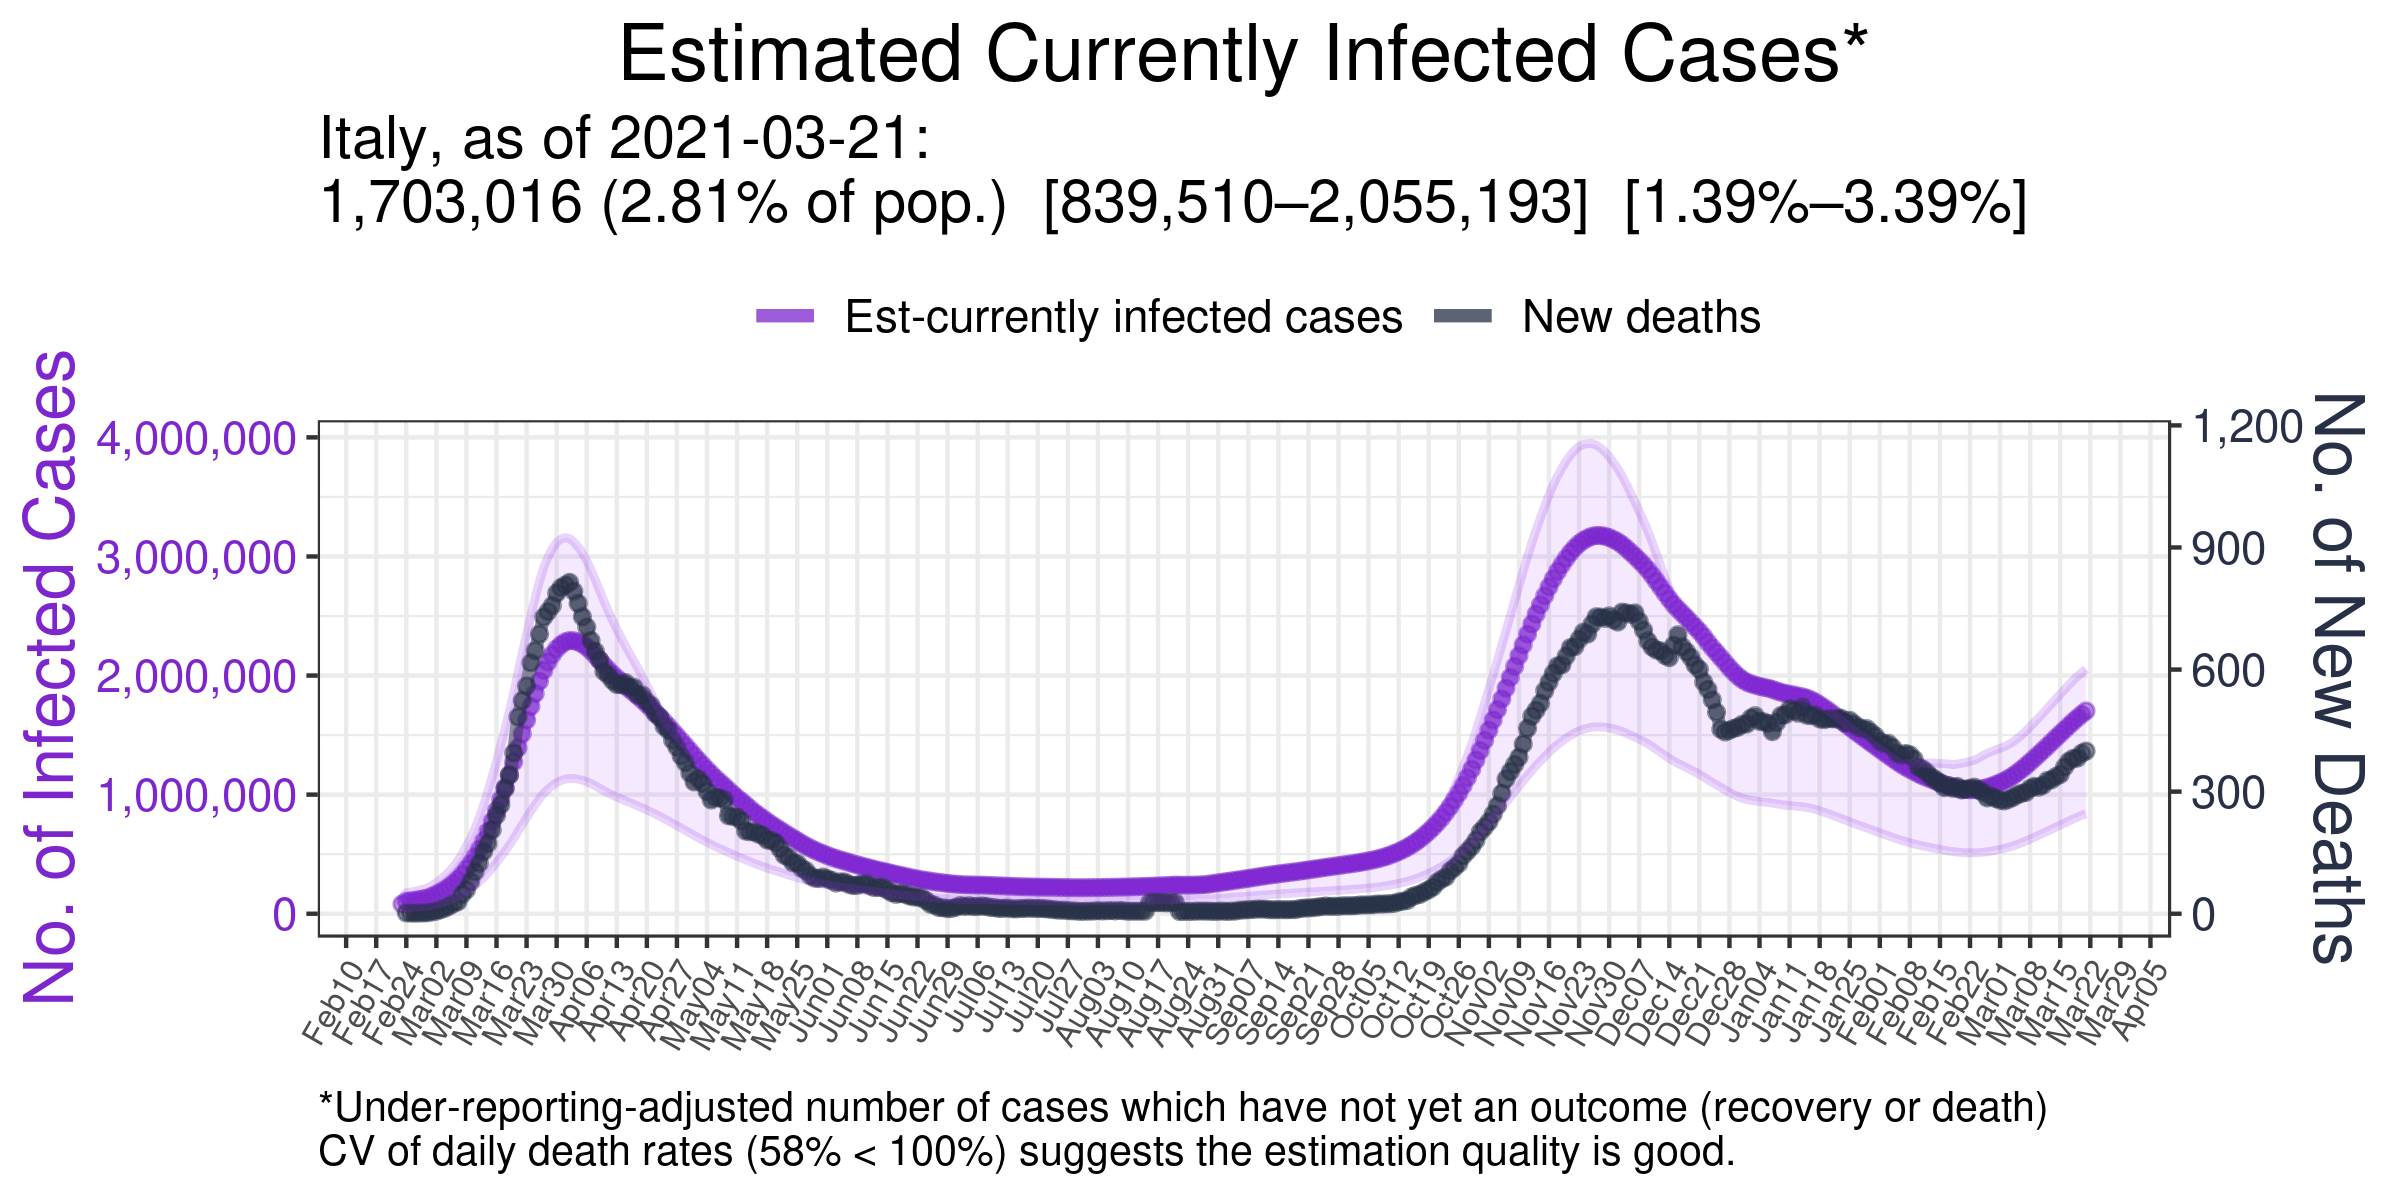 Estimated Currently Infected Cases*
Italy, as of 2021-03-21:
1,703,016 (2.81% of pop.) [839,510–2,055,193] [1.39%–3.39%]
Est-currently infected cases New deaths
No. of Infected Cases
4,000,000
3,000,000
2,000,000
1,000,000
0
1,200
900
600
300
0
No. of New Deaths
Feb10 Feb17 Feb24 Mar02 Mar09 Mar16 Mar23 Mar30 Apr06 Apr13 Apr20 Apr27 May04 May11 May18 May25 Jun01 Jun08 Jun15 Jun22 Jun29 Jul06 Jul13 Jul20 Jul27 Aug03 Aug10 Aug17 Aug24 Aug31 Sep07 Sep14 Sep21 Sep28 Oct05 Oct12 Oct19 Oct26 Nov02 Nov09 Nov16 Nov23 Nov30 Dec07 Dec14 Dec21 Dec28 Jan04 Jan11 Jan18 Jan25 Feb01 Feb08 Feb15 Feb22 Mar01 Mar08 Mar15 Mar22 Mar29 Apr05
*Under-reporting-adjusted number of cases which have not yet an outcome (recovery or death)
CV of daily death rates (58% < 100%) suggests the estimation quality is good.